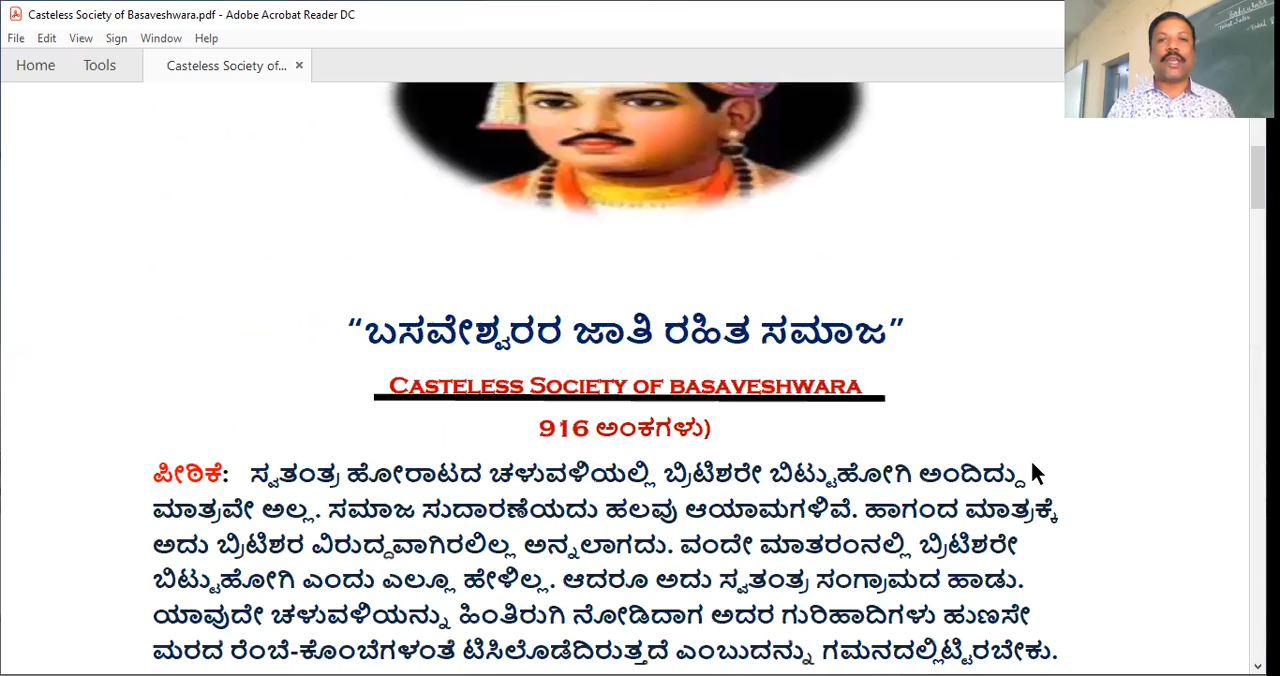 Casteless Society of Basaveshwara.pdf - Adobe Acrobat Reader DC
File Edit View Sign Window Help
Home Tools Casteless Society of... ×
“ಬಸವೇಶ್ವರರ ಜಾತಿ ರಹಿತ ಸಮಾಜ”
CASTELESS SOCIETY OF BASAVESHWARA
916 ಅಂಕಗಳು)
ಪೀಠಿಕೆ: ಸ್ವತಂತ್ರ ಹೋರಾಟದ ಚಳುವಳಿಯಲ್ಲಿ ಬ್ರಿಟಿಶರೇ ಬಿಟ್ಟುಹೋಗಿ ಅಂದಿದ್ದು
ಮಾತ್ರವೇ ಅಲ್ಲ. ಸಮಾಜ ಸುದಾರಣೆಯದು ಹಲವು ಆಯಾಮಗಳಿವೆ. ಹಾಗಂದ ಮಾತ್ರಕ್ಕೆ
ಅದು ಬ್ರಿಟಿಶರ ವಿರುದ್ದವಾಗಿರಲಿಲ್ಲ ಅನ್ನಲಾಗದು. ವಂದೇ ಮಾತರಂನಲ್ಲಿ ಬ್ರಿಟಿಶರೇ
ಬಿಟ್ಟುಹೋಗಿ ಎಂದು ಎಲ್ಲೂ ಹೇಳಿಲ್ಲ. ಆದರೂ ಅದು ಸ್ವತಂತ್ರ ಸಂಗ್ರಾಮದ ಹಾಡು.
ಯಾವುದೇ ಚಳುವಳಿಯನ್ನು ಹಿಂತಿರುಗಿ ನೋಡಿದಾಗ ಅದರ ಗುರಿಹಾದಿಗಳು ಹುಣಸೇ
ಮರದ ರೆಂಬೆ-ಕೊಂಬೆಗಳಂತೆ ಟಿಸಿಲೊಡೆದಿರುತ್ತದೆ ಎಂಬುದನ್ನು ಗಮನದಲ್ಲಿಟ್ಟಿರಬೇಕು.